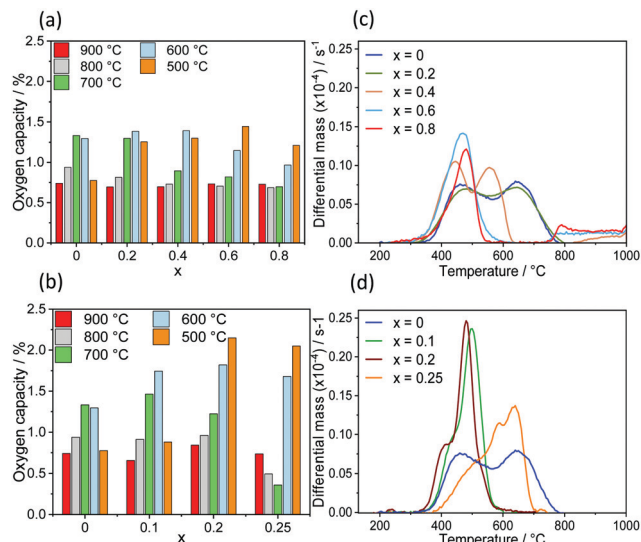 (a)
2.5
2.0
1.5
1.0
0.5
0.0
Oxygen capacity / %
900 °C
800 °C
700 °C
600 °C
500 °C
0 0.2 0.4 0.6 0.8
x
(c)
0.25
0.20
0.15
0.10
0.05
0.00
Differential mass (x10⁻⁴) / s⁻¹
x = 0
x = 0.2
x = 0.4
x = 0.6
x = 0.8
200 400 600 800 1000
Temperature / °C
(b)
2.5
2.0
1.5
1.0
0.5
0.0
Oxygen capacity / %
900 °C
800 °C
700 °C
600 °C
500 °C
0 0.1 0.2 0.25
x
(d)
0.25
0.20
0.15
0.10
0.05
0.00
Differential mass (x10⁻⁴) / s-1
x = 0
x = 0.1
x = 0.2
x = 0.25
200 400 600 800 1000
Temperature / °C